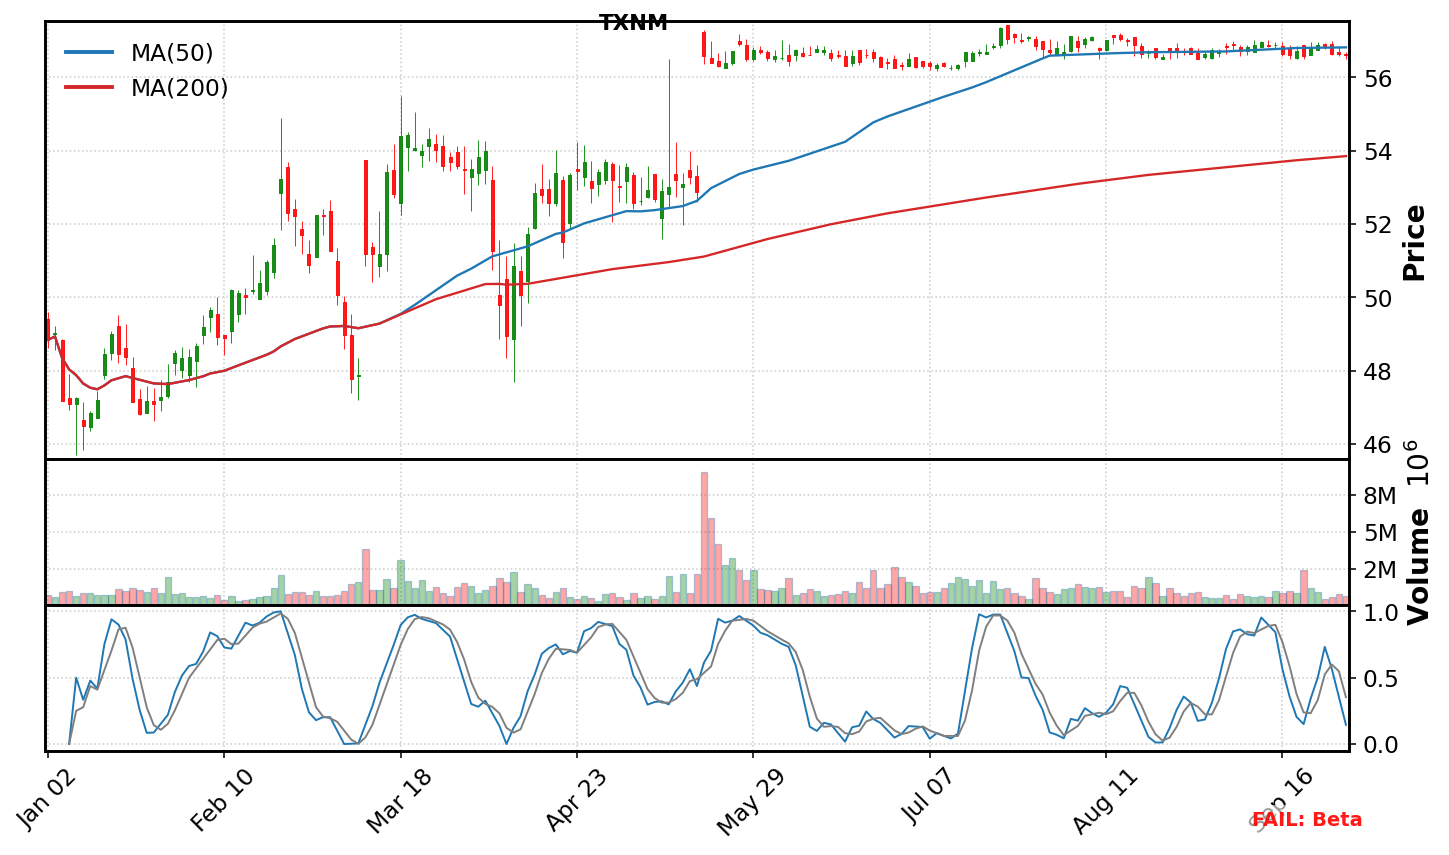 TXNM
MA(50)
MA(200)
56
54
52
50
48
46
Price
8M
5M
2M
Volume 10⁶
1.0
0.5
0.0
Jan 02
Feb 10
Mar 18
Apr 23
May 29
Jul 07
Aug 11
Sep 16
FAIL: Beta